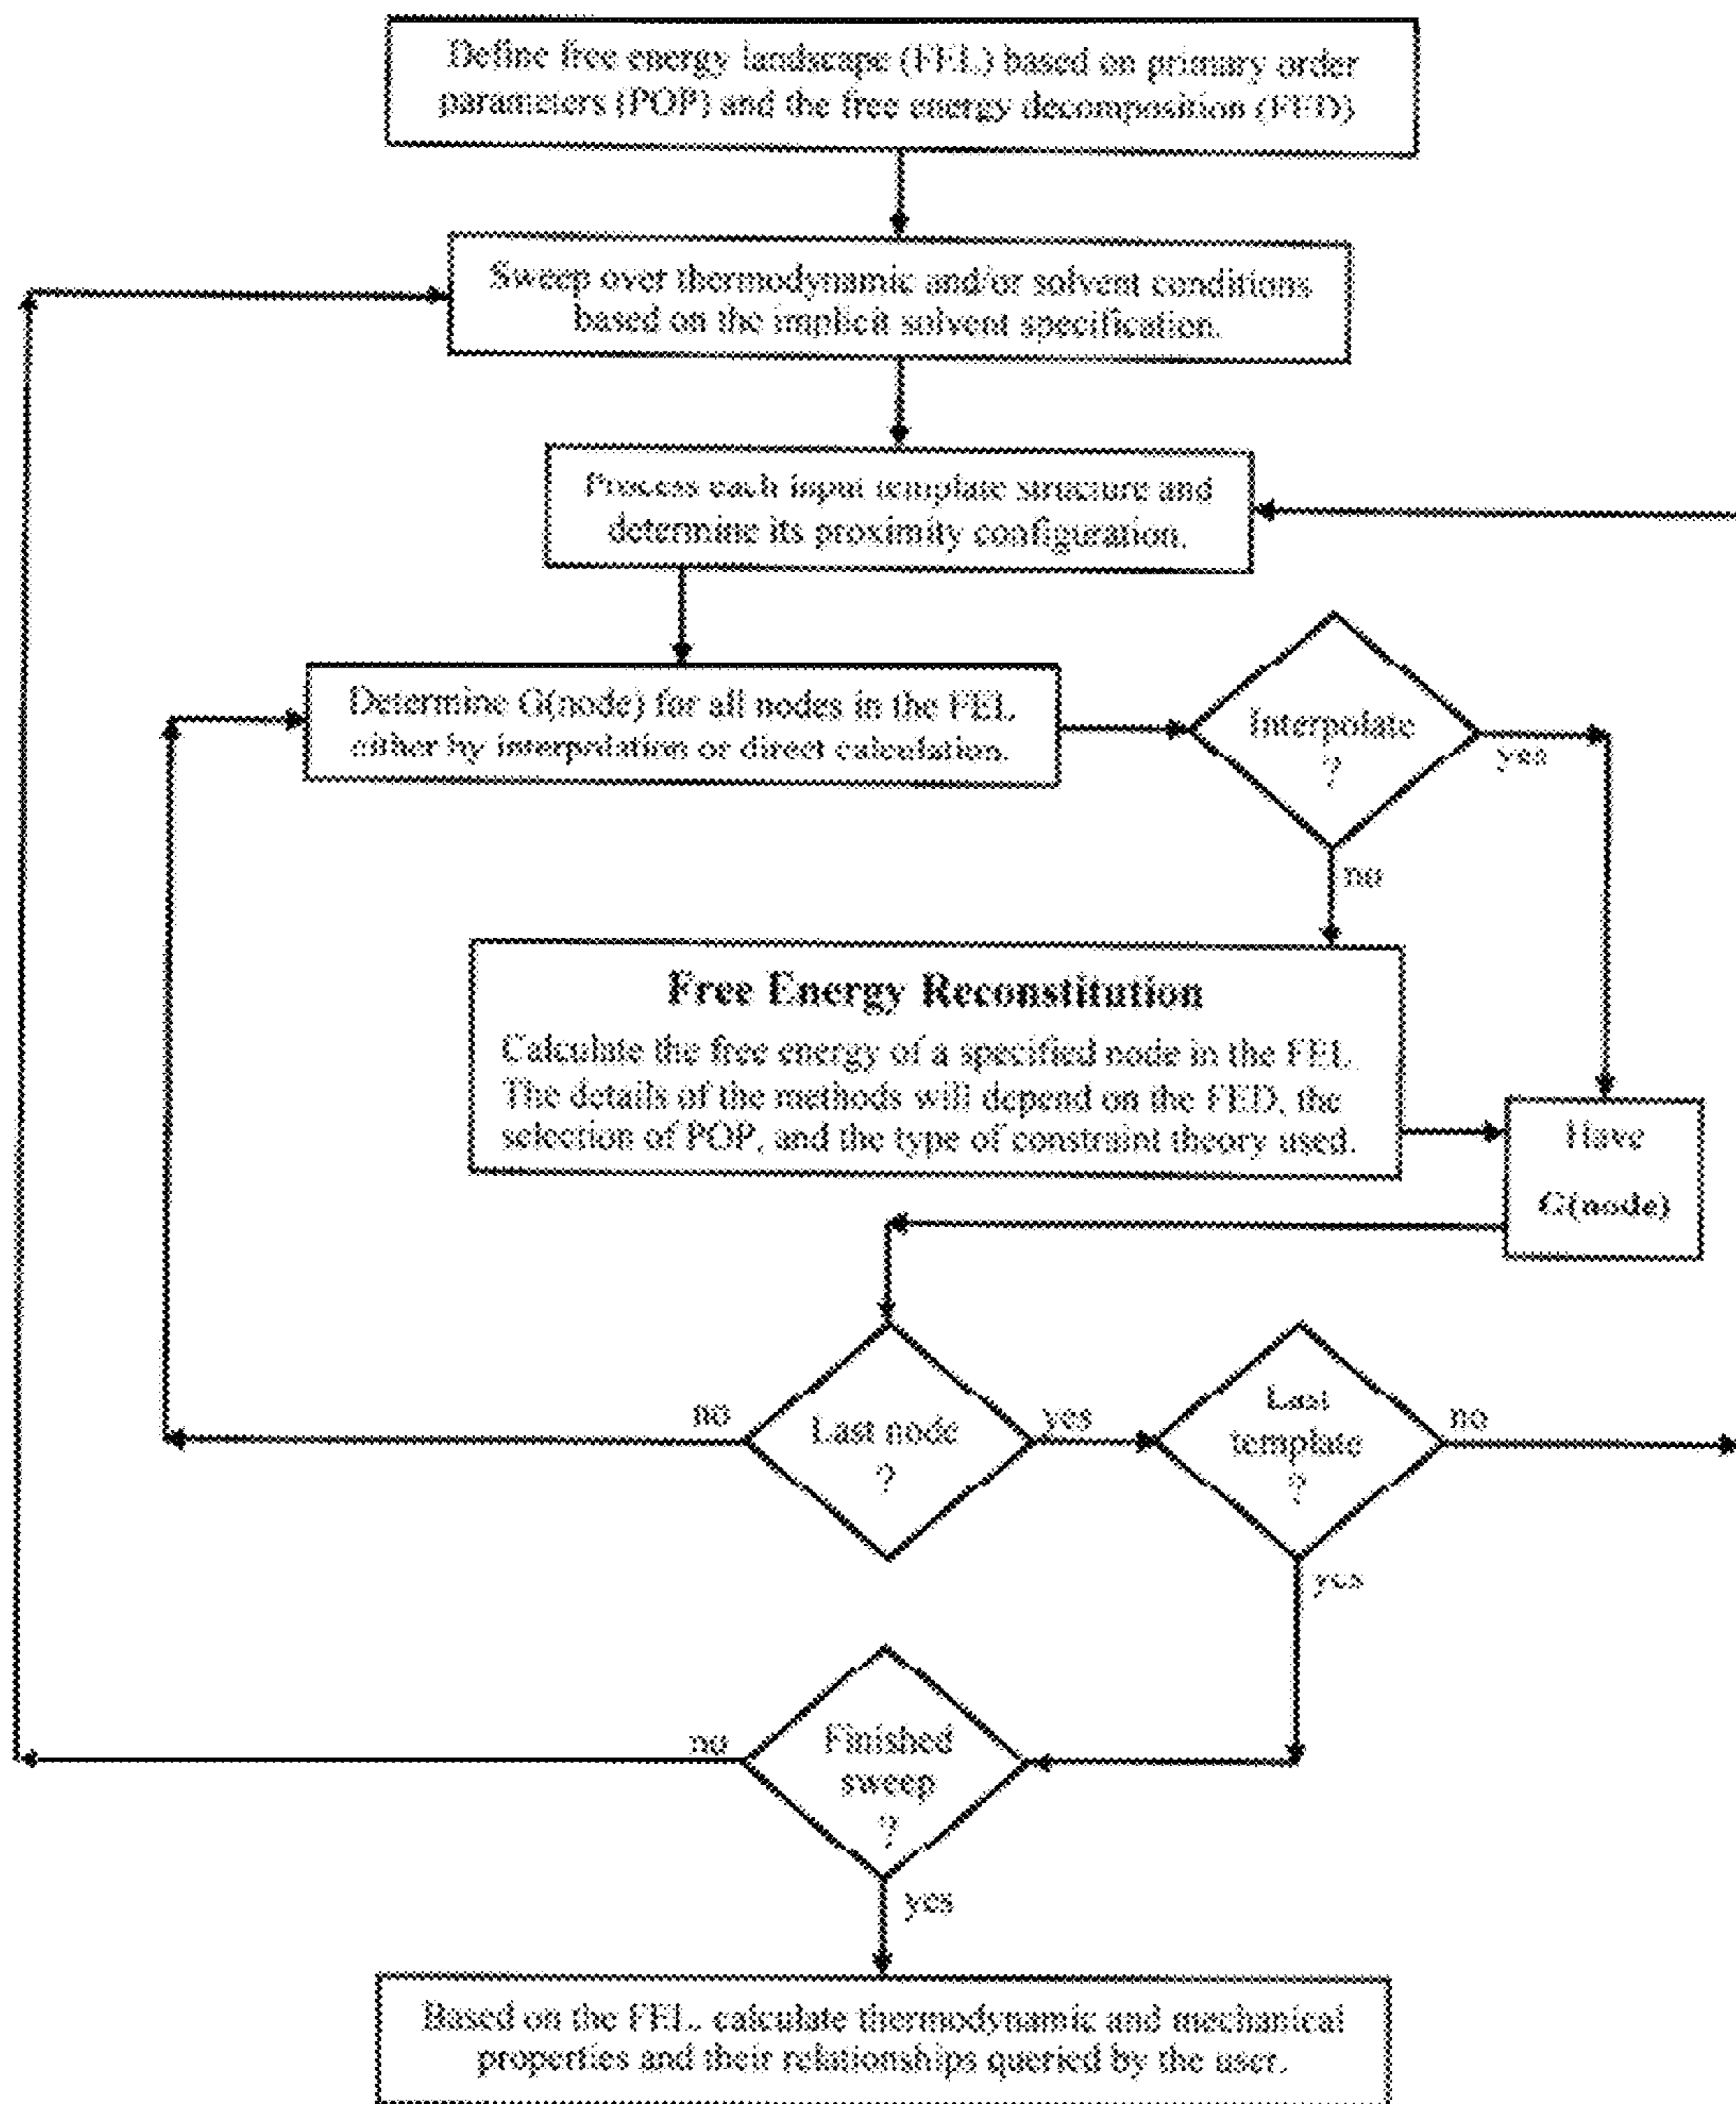 Define free energy landscape (FEL) based on primary order
parameters (POP) and the free energy decomposition (FED)
Sweep over thermodynamic and/or solvent conditions
based on the implicit solvent specification.
Process each input template structure and
determine its proximity configuration.
Determine G(node) for all nodes in the FEL
either by interpolation or direct calculation.
Interpolate
?
yes
no
Free Energy Reconstitution
Calculate the free energy of a specified node in the FEL
The details of the methods will depend on the FED, the
selection of POP, and the type of constraint theory used.
Have
G(node)
no
Last node
?
yes
Last
template
?
no
yes
no
Finished
sweep
?
yes
Based on the FEL, calculate thermodynamic and mechanical
properties and their relationships queried by the user.